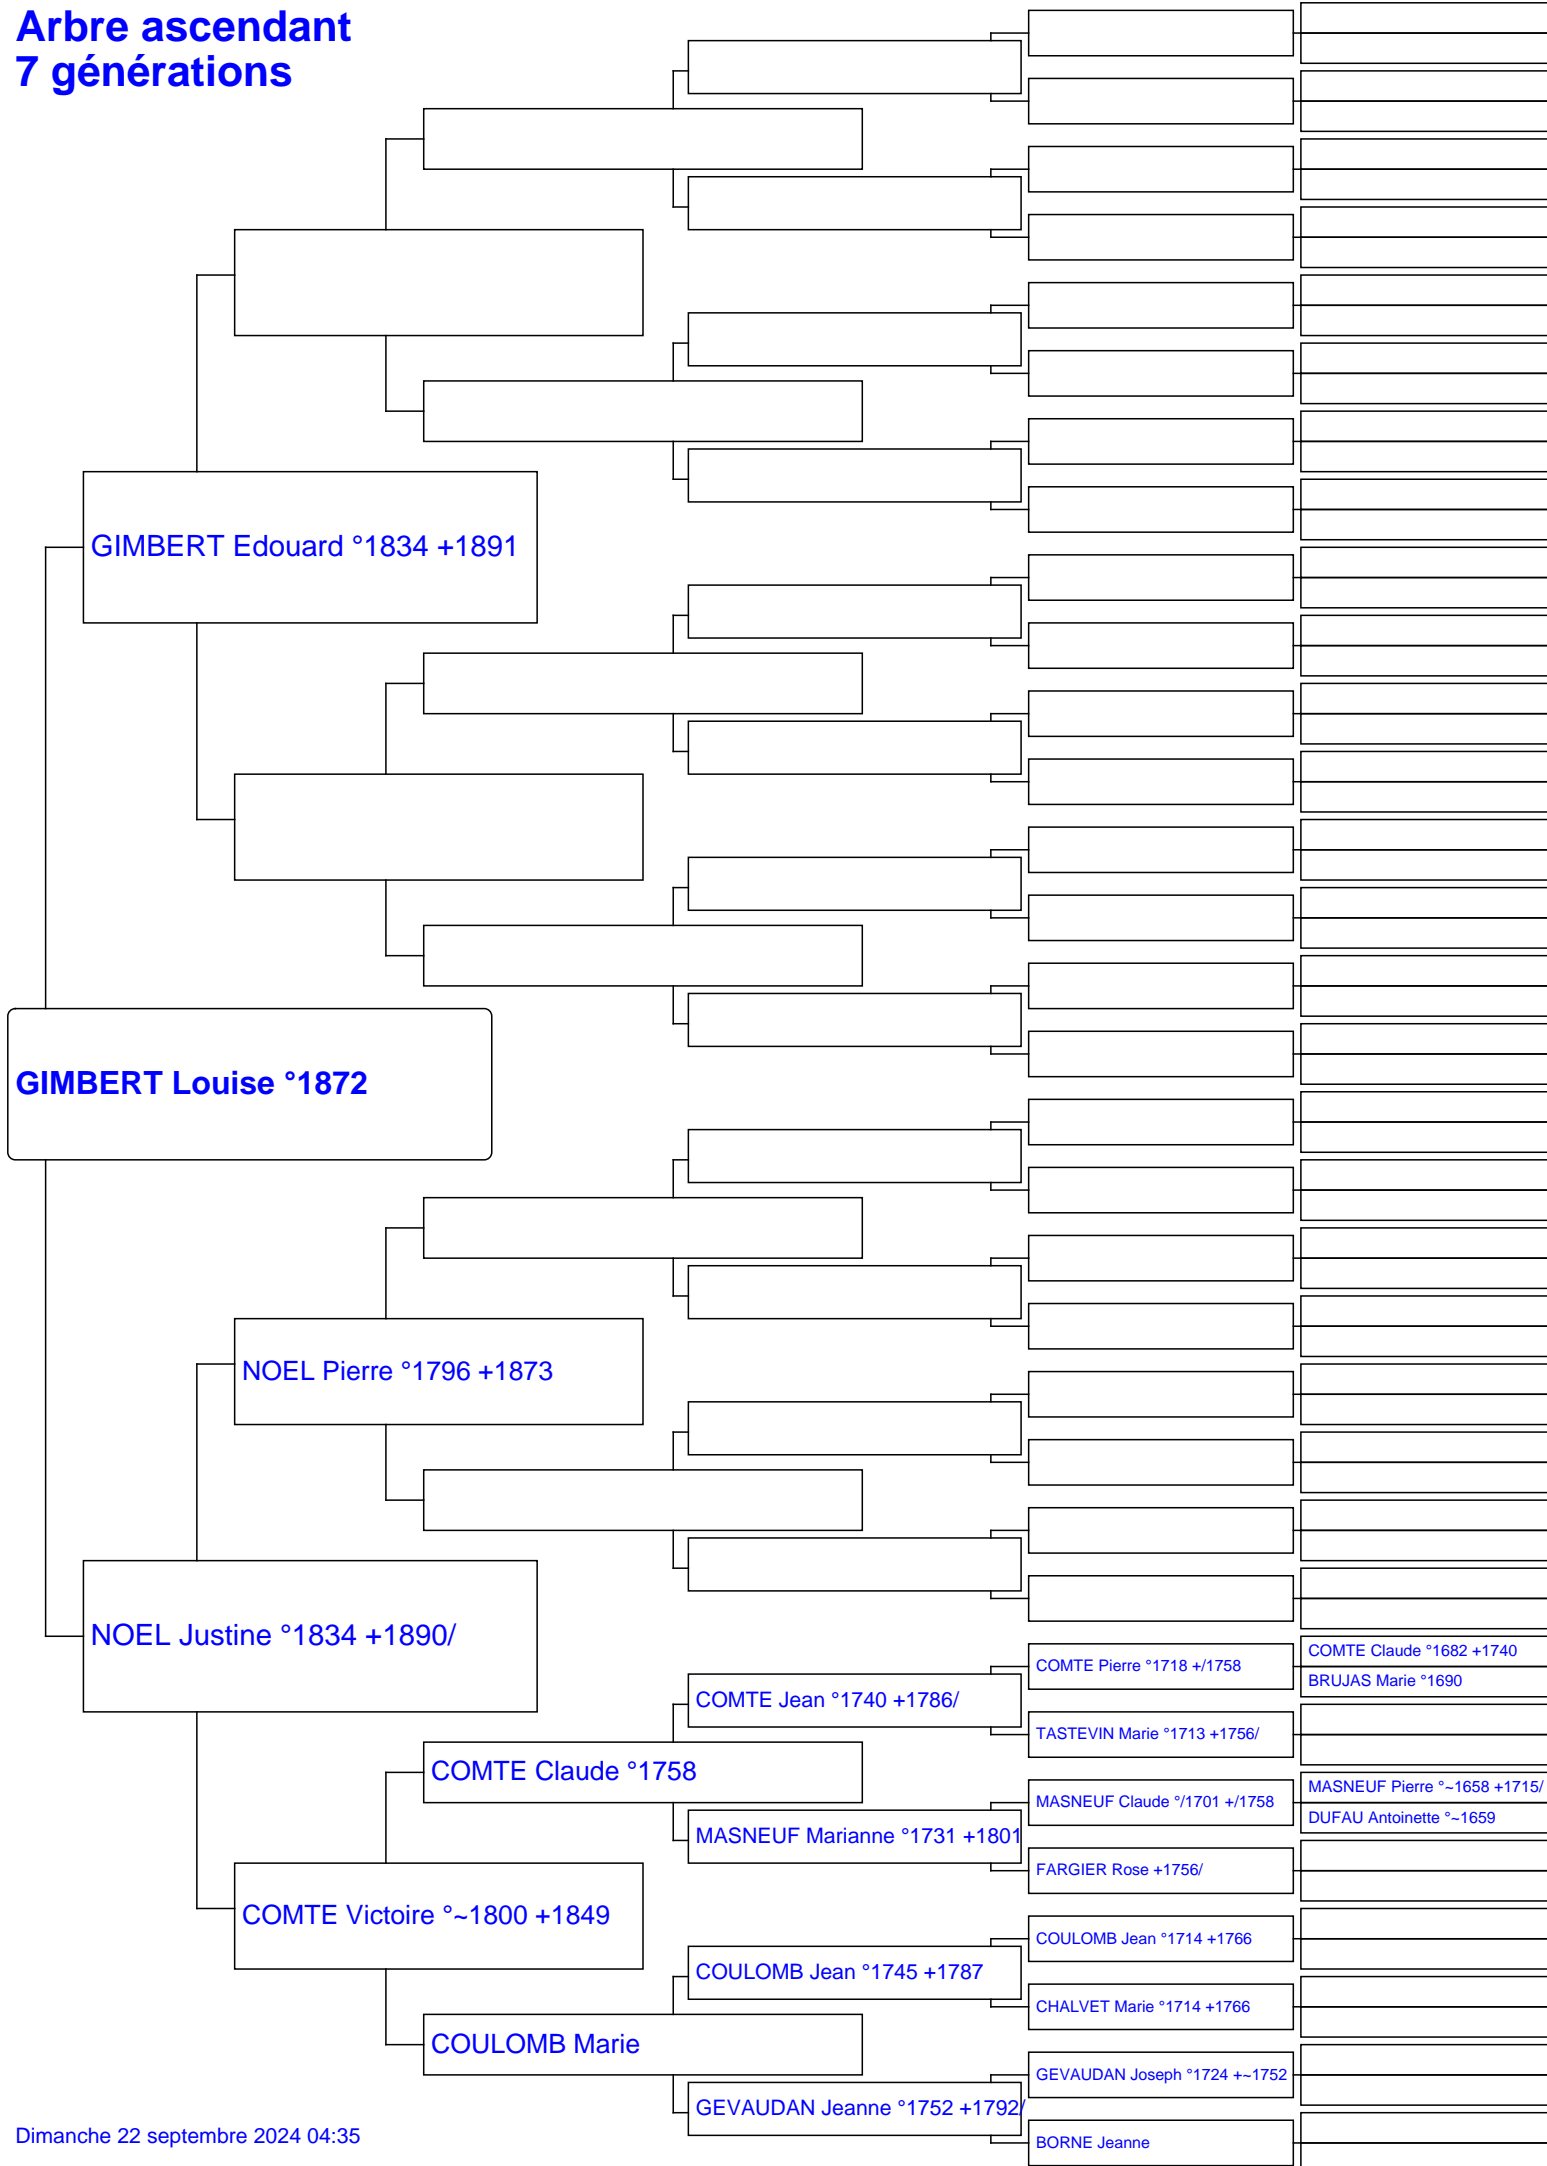 Arbre ascendant
7 générations
GIMBERT Edouard °1834 +1891
GIMBERT Louise °1872
NOEL Pierre °1796 +1873
NOEL Justine °1834 +1890/
COMTE Claude °1682 +1740
COMTE Pierre °1718 +/1758
BRUJAS Marie °1690
COMTE Jean °1740 +1786/
TASTEVIN Marie °1713 +1756/
COMTE Claude °1758
MASNEUF Pierre °~1658 +1715/
MASNEUF Claude °/1701 +/1758
DUFAU Antoinette °~1659
MASNEUF Marianne °1731 +1801
FARGIER Rose +1756/
COMTE Victoire °~1800 +1849
COULOMB Jean °1714 +1766
COULOMB Jean °1745 +1787
CHALVET Marie °1714 +1766
COULOMB Marie
GEVAUDAN Joseph °1724 +~1752
GEVAUDAN Jeanne °1752 +1792/
BORNE Jeanne
Dimanche 22 septembre 2024 04:35